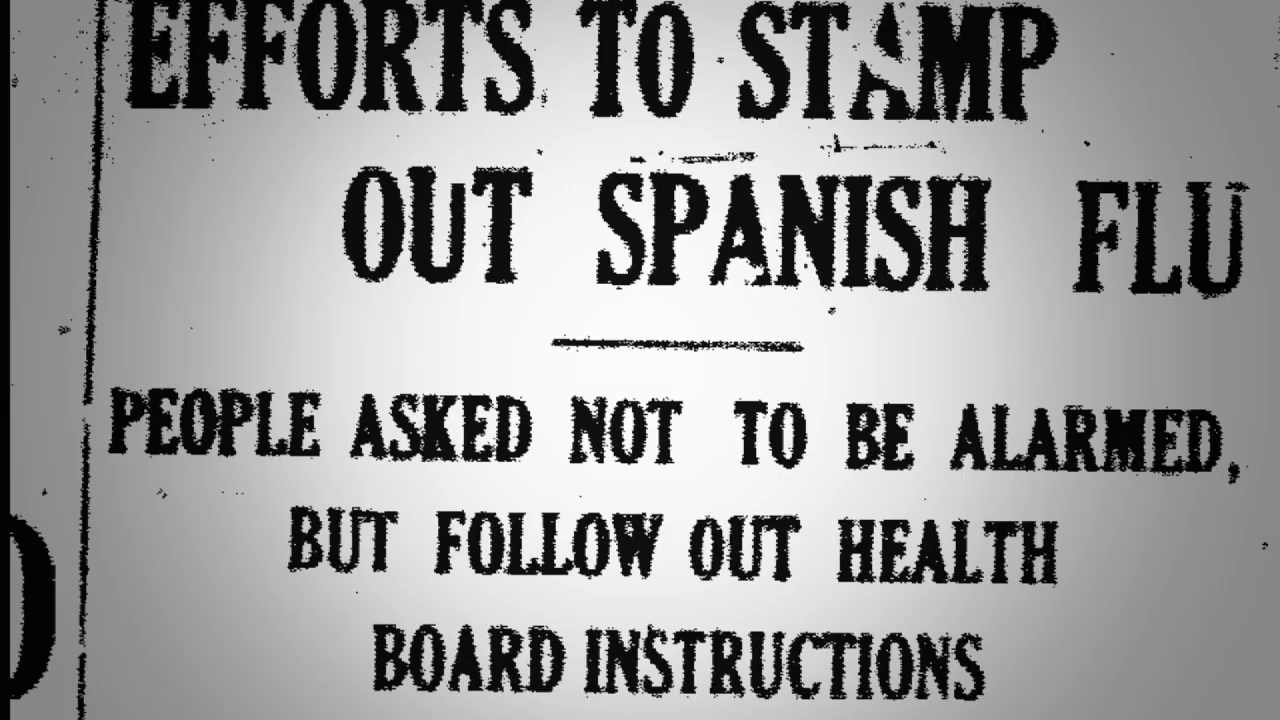 EFFORTS TO STAMP
OUT SPANISH FLU
PEOPLE ASKED NOT TO BE ALARMED,
BUT FOLLOW OUT HEALTH
BOARD INSTRUCTIONS